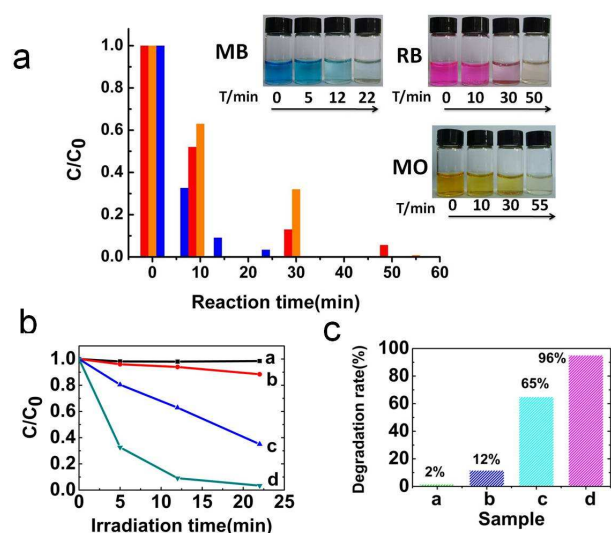 a
MB
0 5 12 22
T/min
RB
0 10 30 50
T/min
MO
0 10 30 55
T/min
C/C0
1.0
0.8
0.6
0.4
0.2
0.0
0 10 20 30 40 50 60
Reaction time(min)
b
C/C0
1.0
0.8
0.6
0.4
0.2
0.0
a
b
c
d
0 5 10 15 20 25
Irradiation time(min)
c
Degradation rate(%)
100
80
60
40
20
0
2%
12%
65%
96%
a b c d
Sample